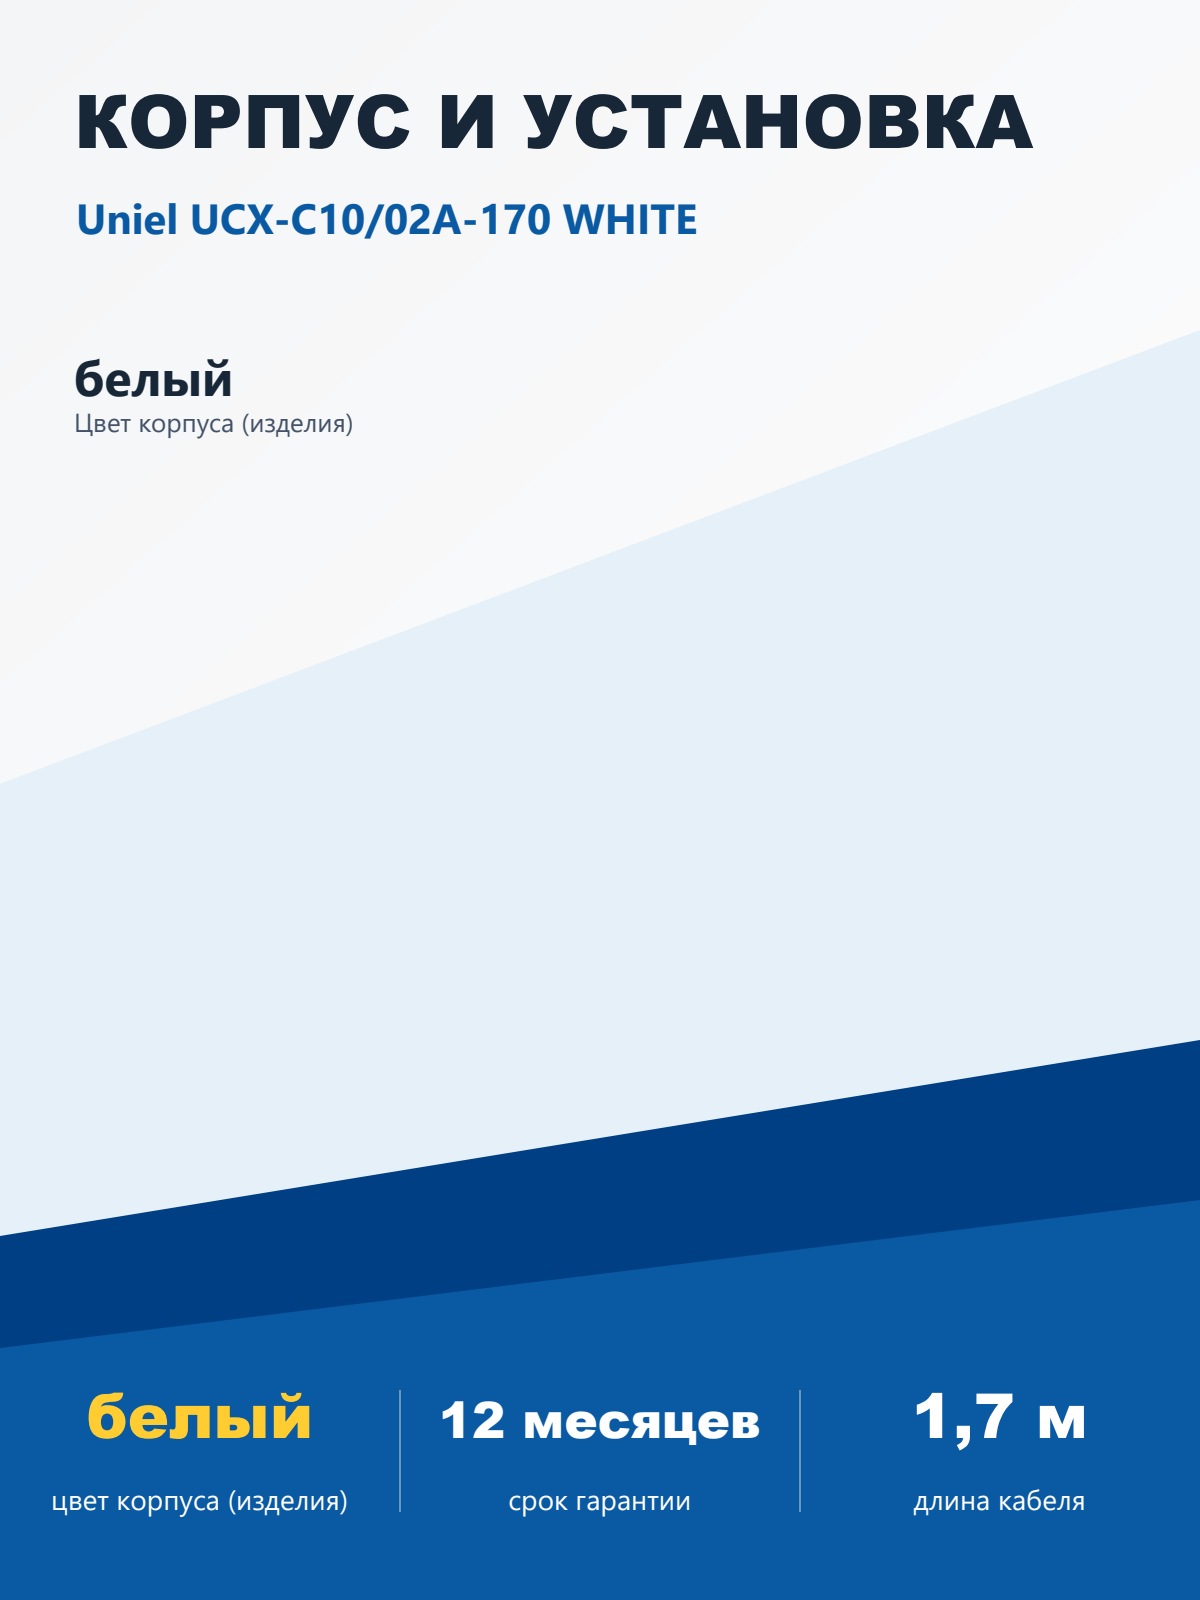 КОРПУС И УСТАНОВКА
Uniel UCX-C10/02A-170 WHITE
белый
Цвет корпуса (изделия)
белый
цвет корпуса (изделия)
12 месяцев
срок гарантии
1,7 м
длина кабеля